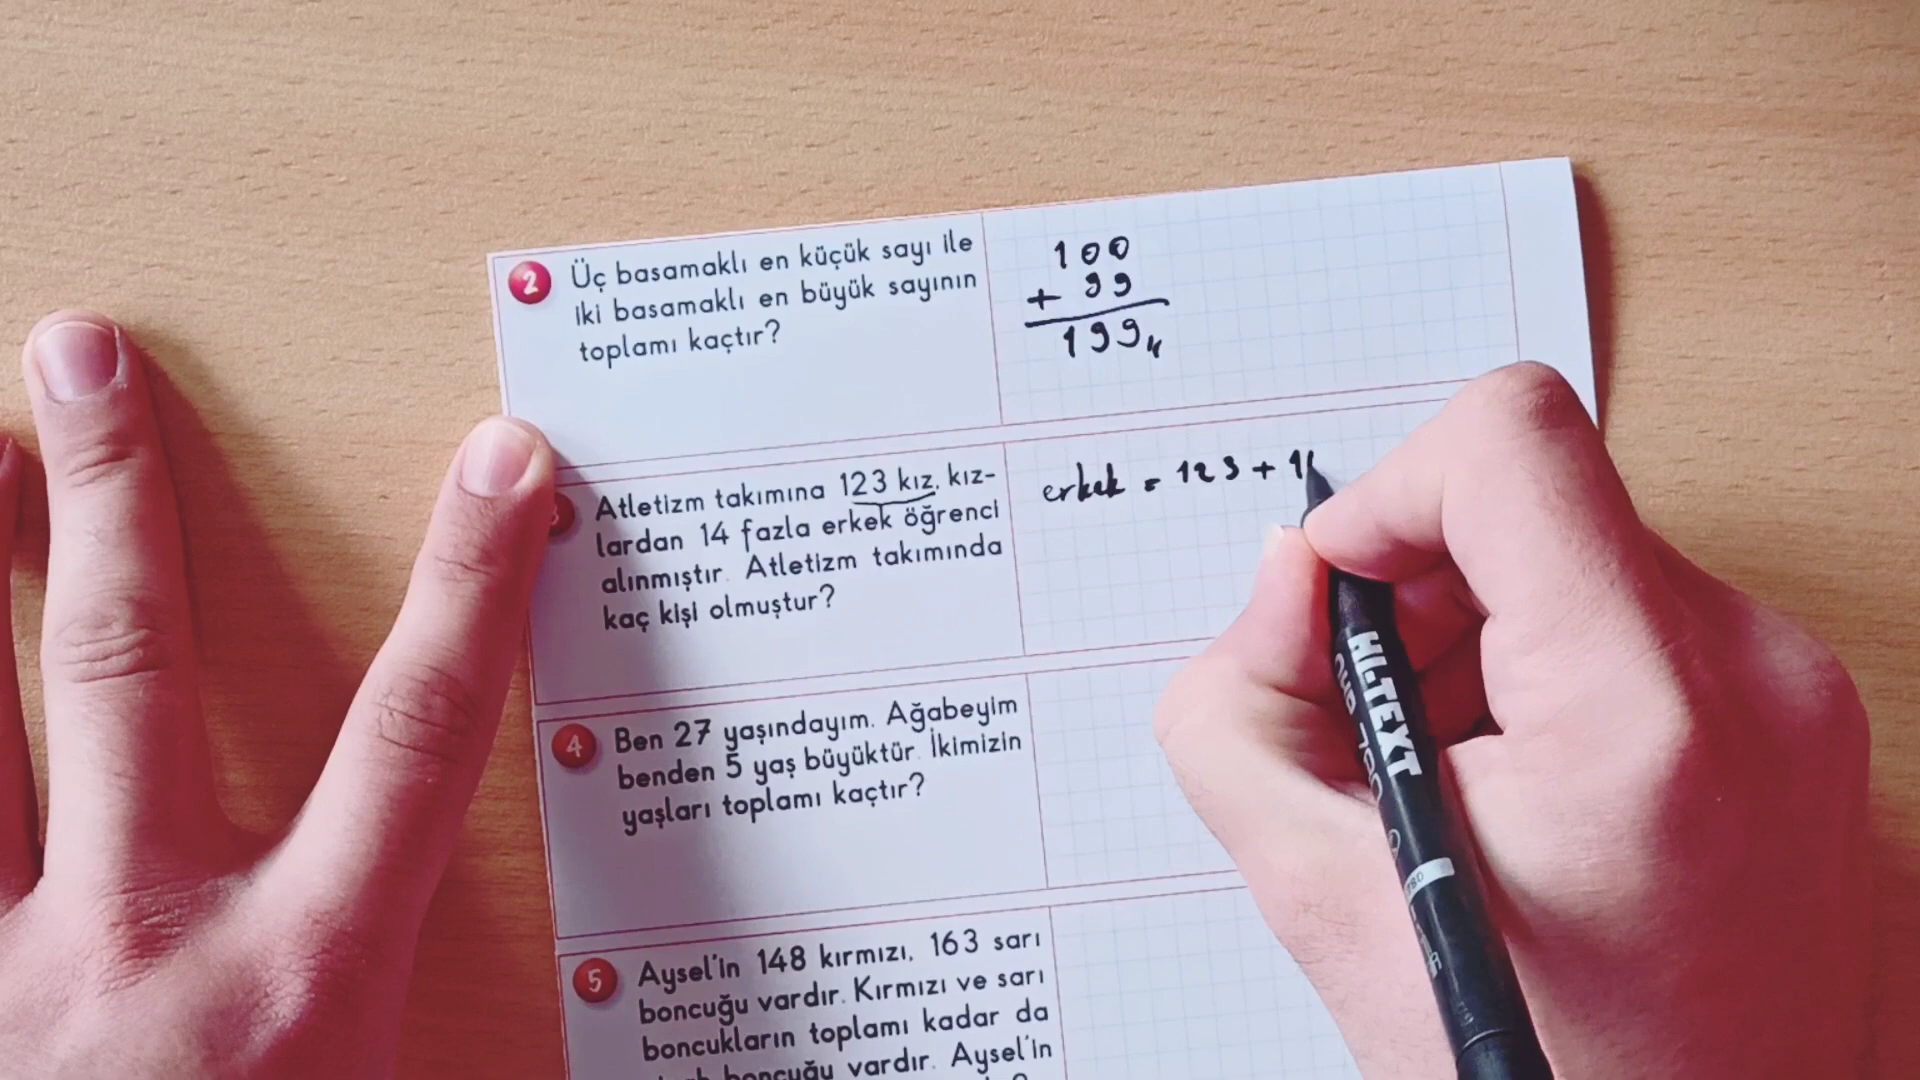 2
Üç basamaklı en küçük sayı ile
iki basamaklı en büyük sayının
toplamı kaçtır?
100
+ 99
199
Atletizm takımına 123 kız, kız-
lardan 14 fazla erkek öğrenci
alınmıştır. Atletizm takımında
kaç kişi olmuştur?
erkek = 123 + 1
4
Ben 27 yaşındayım. Ağabeyim
benden 5 yaş büyüktür. İkimizin
yaşları toplamı kaçtır?
5
Aysel'in 148 kırmızı, 163 sarı
boncuğu vardır. Kırmızı ve sarı
boncukların toplamı kadar da
boncuğu vardır. Aysel'in
HI-TEXT